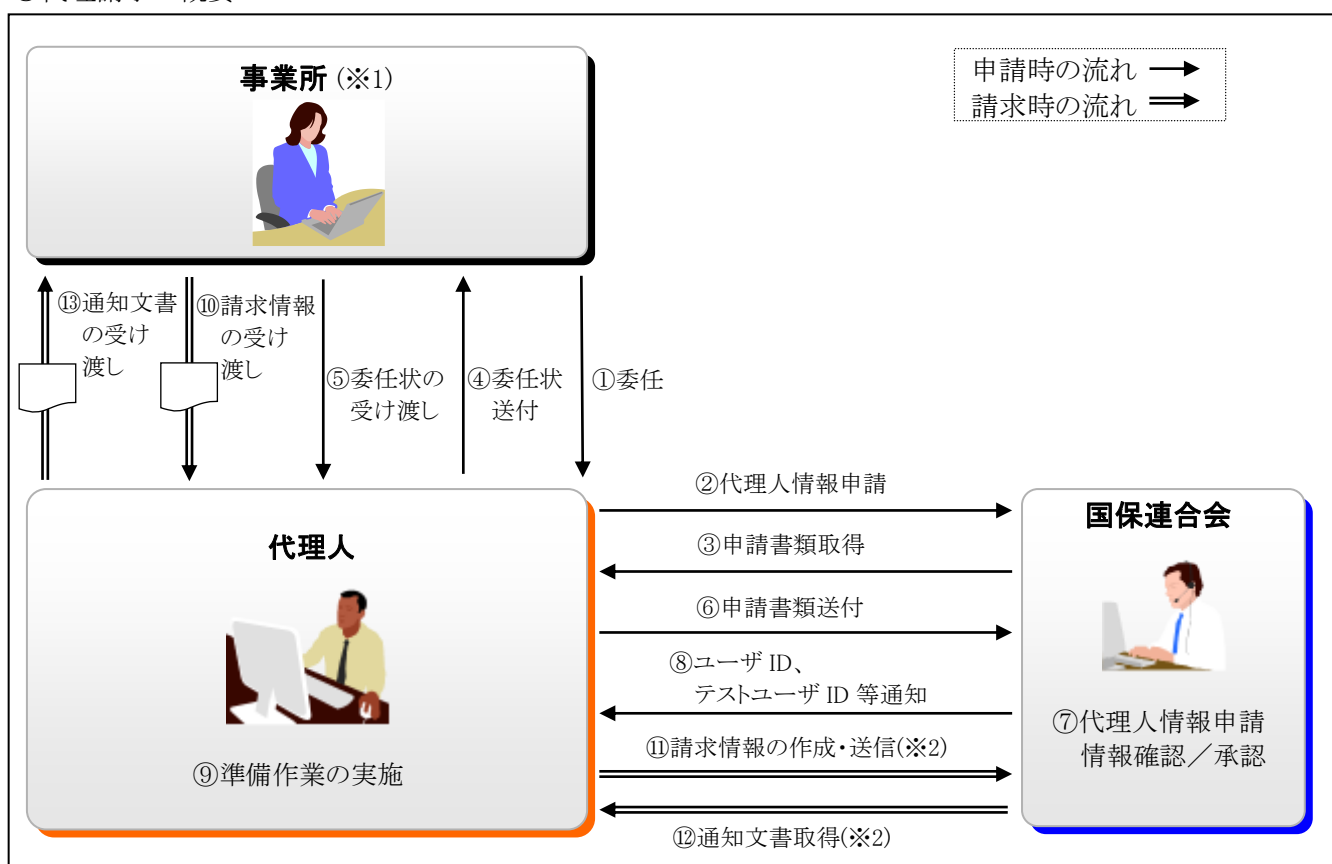 事業所 (※1)
申請時の流れ
請求時の流れ
⑬通知文書
の受け
渡し
⑩請求情報
の受け
渡し
⑤委任状の
受け渡し
④委任状
送付
①委任
代理人
⑨準備作業の実施
②代理人情報申請
③申請書類取得
⑥申請書類送付
⑧ユーザ ID、
テストユーザ ID 等通知
⑪請求情報の作成・送信(※2)
⑫通知文書取得(※2)
国保連合会
⑦代理人情報申請
情報確認／承認